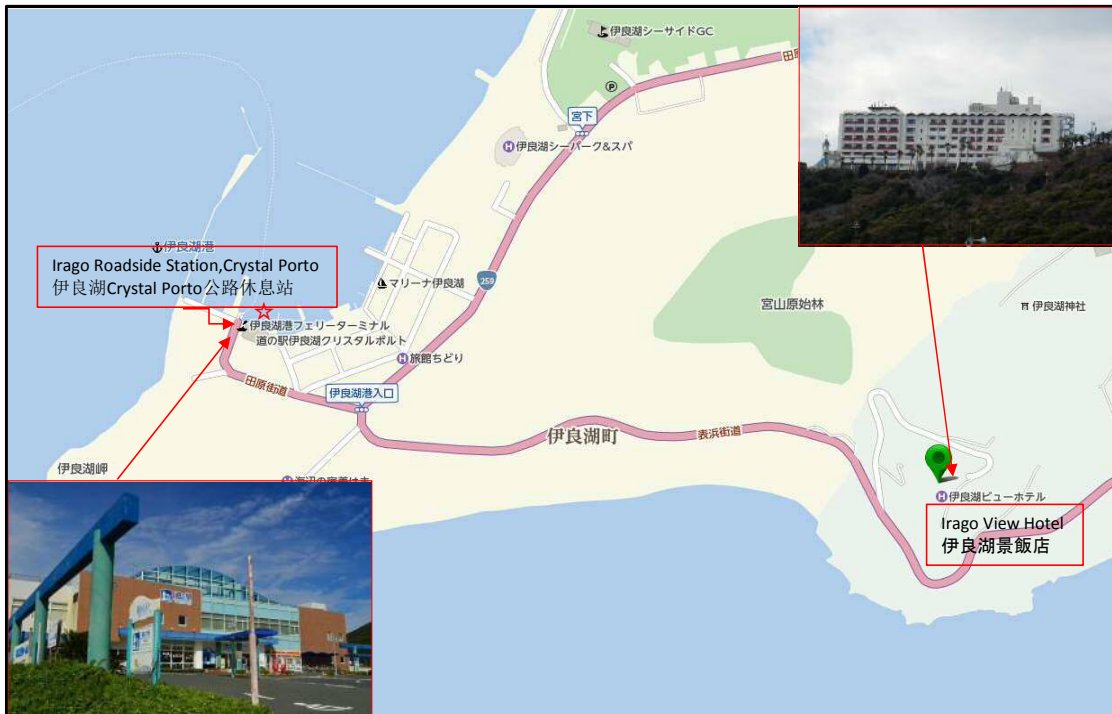 伊良湖シーサイドGC
田原
宮下
伊良湖シーパーク&スパ
伊良湖港
Irago Roadside Station,Crystal Porto
伊良湖Crystal Porto公路休息站
マリーナ伊良湖
259
宮山原始林
伊良湖神社
伊良湖港フェリーターミナル
道の駅伊良湖クリスタルポルト
旅館ちどり
田原街道
伊良湖港入口
伊良湖町
表浜街道
伊良湖岬
伊良湖ビューホテル
Irago View Hotel
伊良湖景飯店